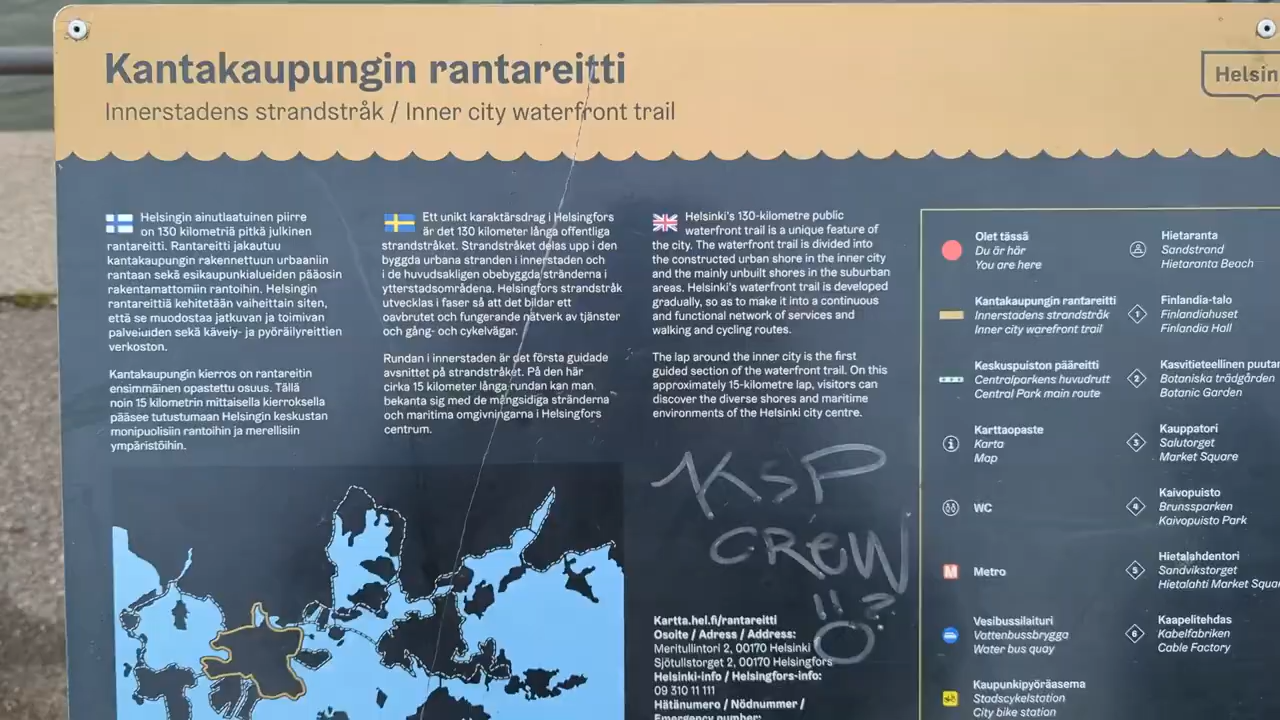 Kantakaupungin rantareitti
Innerstadens strandstråk / Inner city waterfront trail
Helsin
Helsingin ainutlaatuinen piirre
on 130 kilometriä pitkä julkinen
rantareitti. Rantareitti jakautuu
kantakaupungin rakennettuun urbaaniin
rantaan sekä esikaupunkialueiden pääosin
rakentamattomiin rantoihin. Helsingin
rantareittiä kehitetään vaiheittain siten,
että se muodostaa jatkuvan ja toimivan
palveluiden sekä kävely- ja pyöräilyreittien
verkoston.
Kantakaupungin kierros on rantareitin
ensimmäinen opastettu osuus. Tällä
noin 15 kilometrin mittaisella kierroksella
pääsee tutustumaan Helsingin keskustan
monipuolisiin rantoihin ja merellisiin
ympäristöihin.
Ett unikt karaktärsdrag i Helsingfors
är det 130 kilometer långa offentliga
strandstråket. Strandstråket delas upp i den
byggda urbana stranden i innerstaden och
i de huvudsakligen obebyggda stränderna i
ytterstadsområdena. Helsingfors strandstråk
utvecklas i faser så att det bildar ett
oavbrutet och fungerande nätverk av tjänster
och gång- och cykelvägar.
Rundan i innerstaden är det första guidade
avsnittet på strandstråket. På den här
cirka 15 kilometer långa rundan kan man
bekanta sig med de mångsidiga stränderna
och maritima omgivningarna i Helsingfors
centrum.
Helsinki's 130-kilometre public
waterfront trail is a unique feature of
the city. The waterfront trail is divided into
the constructed urban shore in the inner city
and the mainly unbuilt shores in the suburban
areas. Helsinki's waterfront trail is developed
gradually, so as to make it into a continuous
and functional network of services and
walking and cycling routes.
The lap around the inner city is the first
guided section of the waterfront trail. On this
approximately 15-kilometre lap, visitors can
discover the diverse shores and maritime
environments of the Helsinki city centre.
KSP
CREW
Kartta.hel.fi/rantareitti
Osoite / Adress / Address:
Meritullintori 2, 00170 Helsinki
Sjötullstorget 2, 00170 Helsingfors
Helsinki-info / Helsingfors-info:
09 310 11 111
Hätänumero / Nödnummer /
Emergency number:
Olet tässä
Du är här
You are here
Kantakaupungin rantareitti
Innerstadens strandstråk
Inner city warefront trail
Keskuspuiston pääreitti
Centralparkens huvudrutt
Central Park main route
Karttaopaste
Karta
Map
WC
M Metro
Vesibussilaituri
Vattenbussbrygga
Water bus quay
Kaupunkipyöräasema
Stadscykelstation
City bike station
Hietaranta
Sandstrand
Hietaranta Beach
1 Finlandia-talo
Finlandiahuset
Finlandia Hall
2 Kasvitieteellinen puutar
Botaniska trädgården
Botanic Garden
3 Kauppatori
Salutorget
Market Square
4 Kaivopuisto
Brunssparken
Kaivopuisto Park
5 Hietalahdentori
Sandvikstorget
Hietalahti Market Squar
6 Kaapelitehdas
Kabelfabriken
Cable Factory